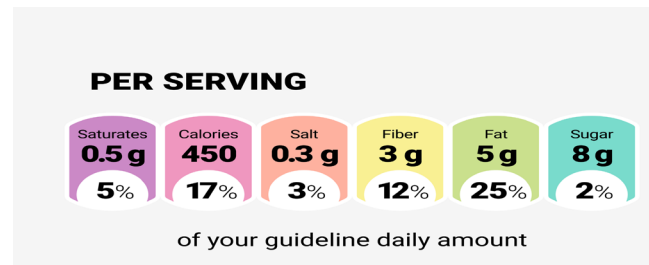 PER SERVING
Saturates Calories Salt Fiber Fat Sugar
0.5 g 450 0.3 g 3 g 5 g 8 g
5% 17% 3% 12% 25% 2%
of your guideline daily amount